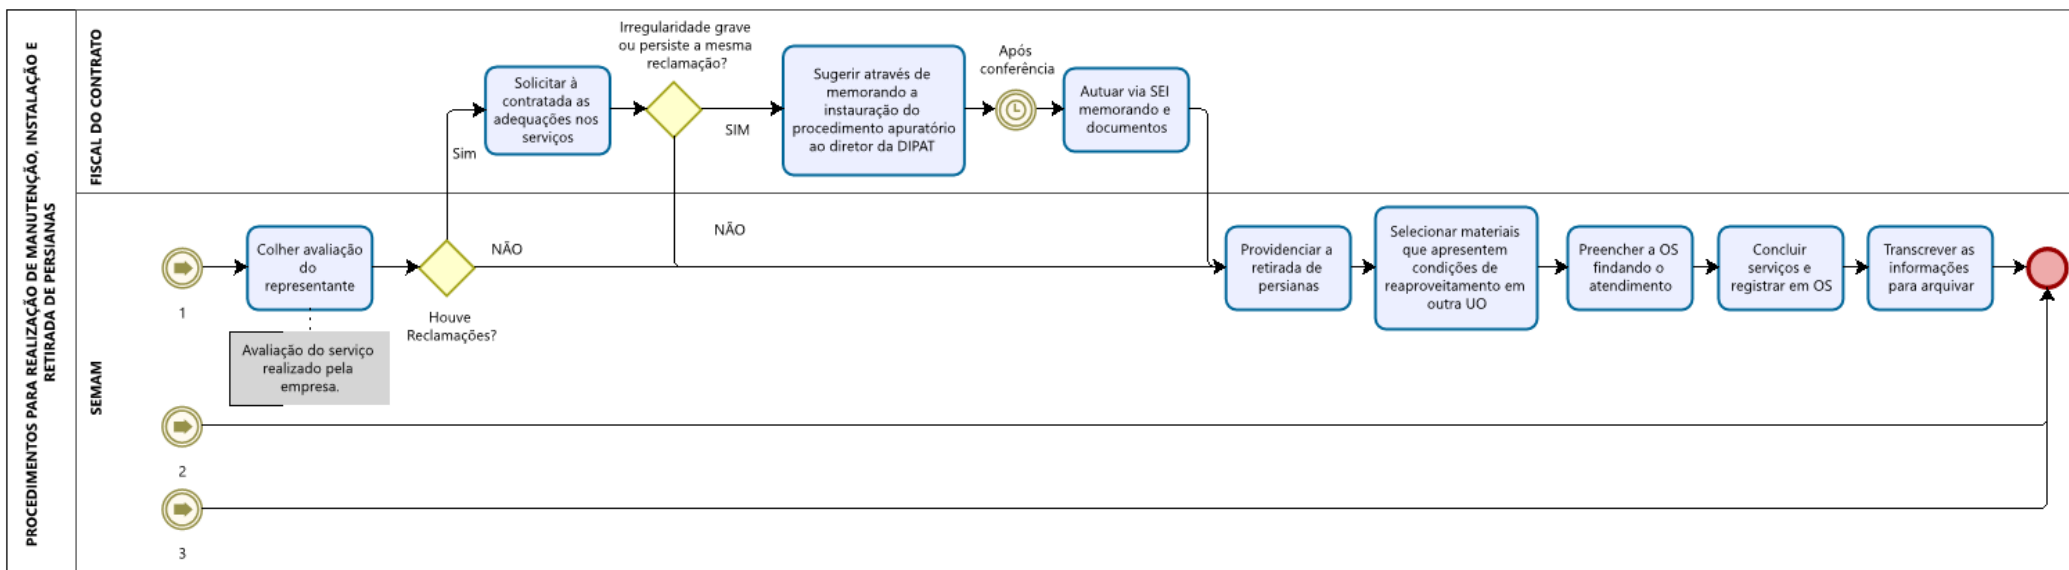 PROCEDIMENTOS PARA REALIZAÇÃO DE MANUTENÇÃO, INSTALAÇÃO E
RETIRADA DE PERSIANAS
FISCAL DO CONTRATO
Solicitar à
contratada as
adequações nos
serviços
Irregularidade grave
ou persiste a mesma
reclamação?
SIM
Sugerir através de
memorando a
instauração do
procedimento apuratório
ao diretor da DIPAT
Após
conferência
Autuar via SEI
memorando e
documentos
Sim
NÃO
SEMAM
1
Colher avaliação
do
representante
Avaliação do serviço
realizado pela
empresa.
NÃO
Houve
Reclamações?
Providenciar a
retirada de
persianas
Selecionar materiais
que apresentem
condições de
reaproveitamento em
outra UO
Preencher a OS
findando o
atendimento
Concluir
serviços e
registrar em OS
Transcrever as
informações
para arquivar
2
3